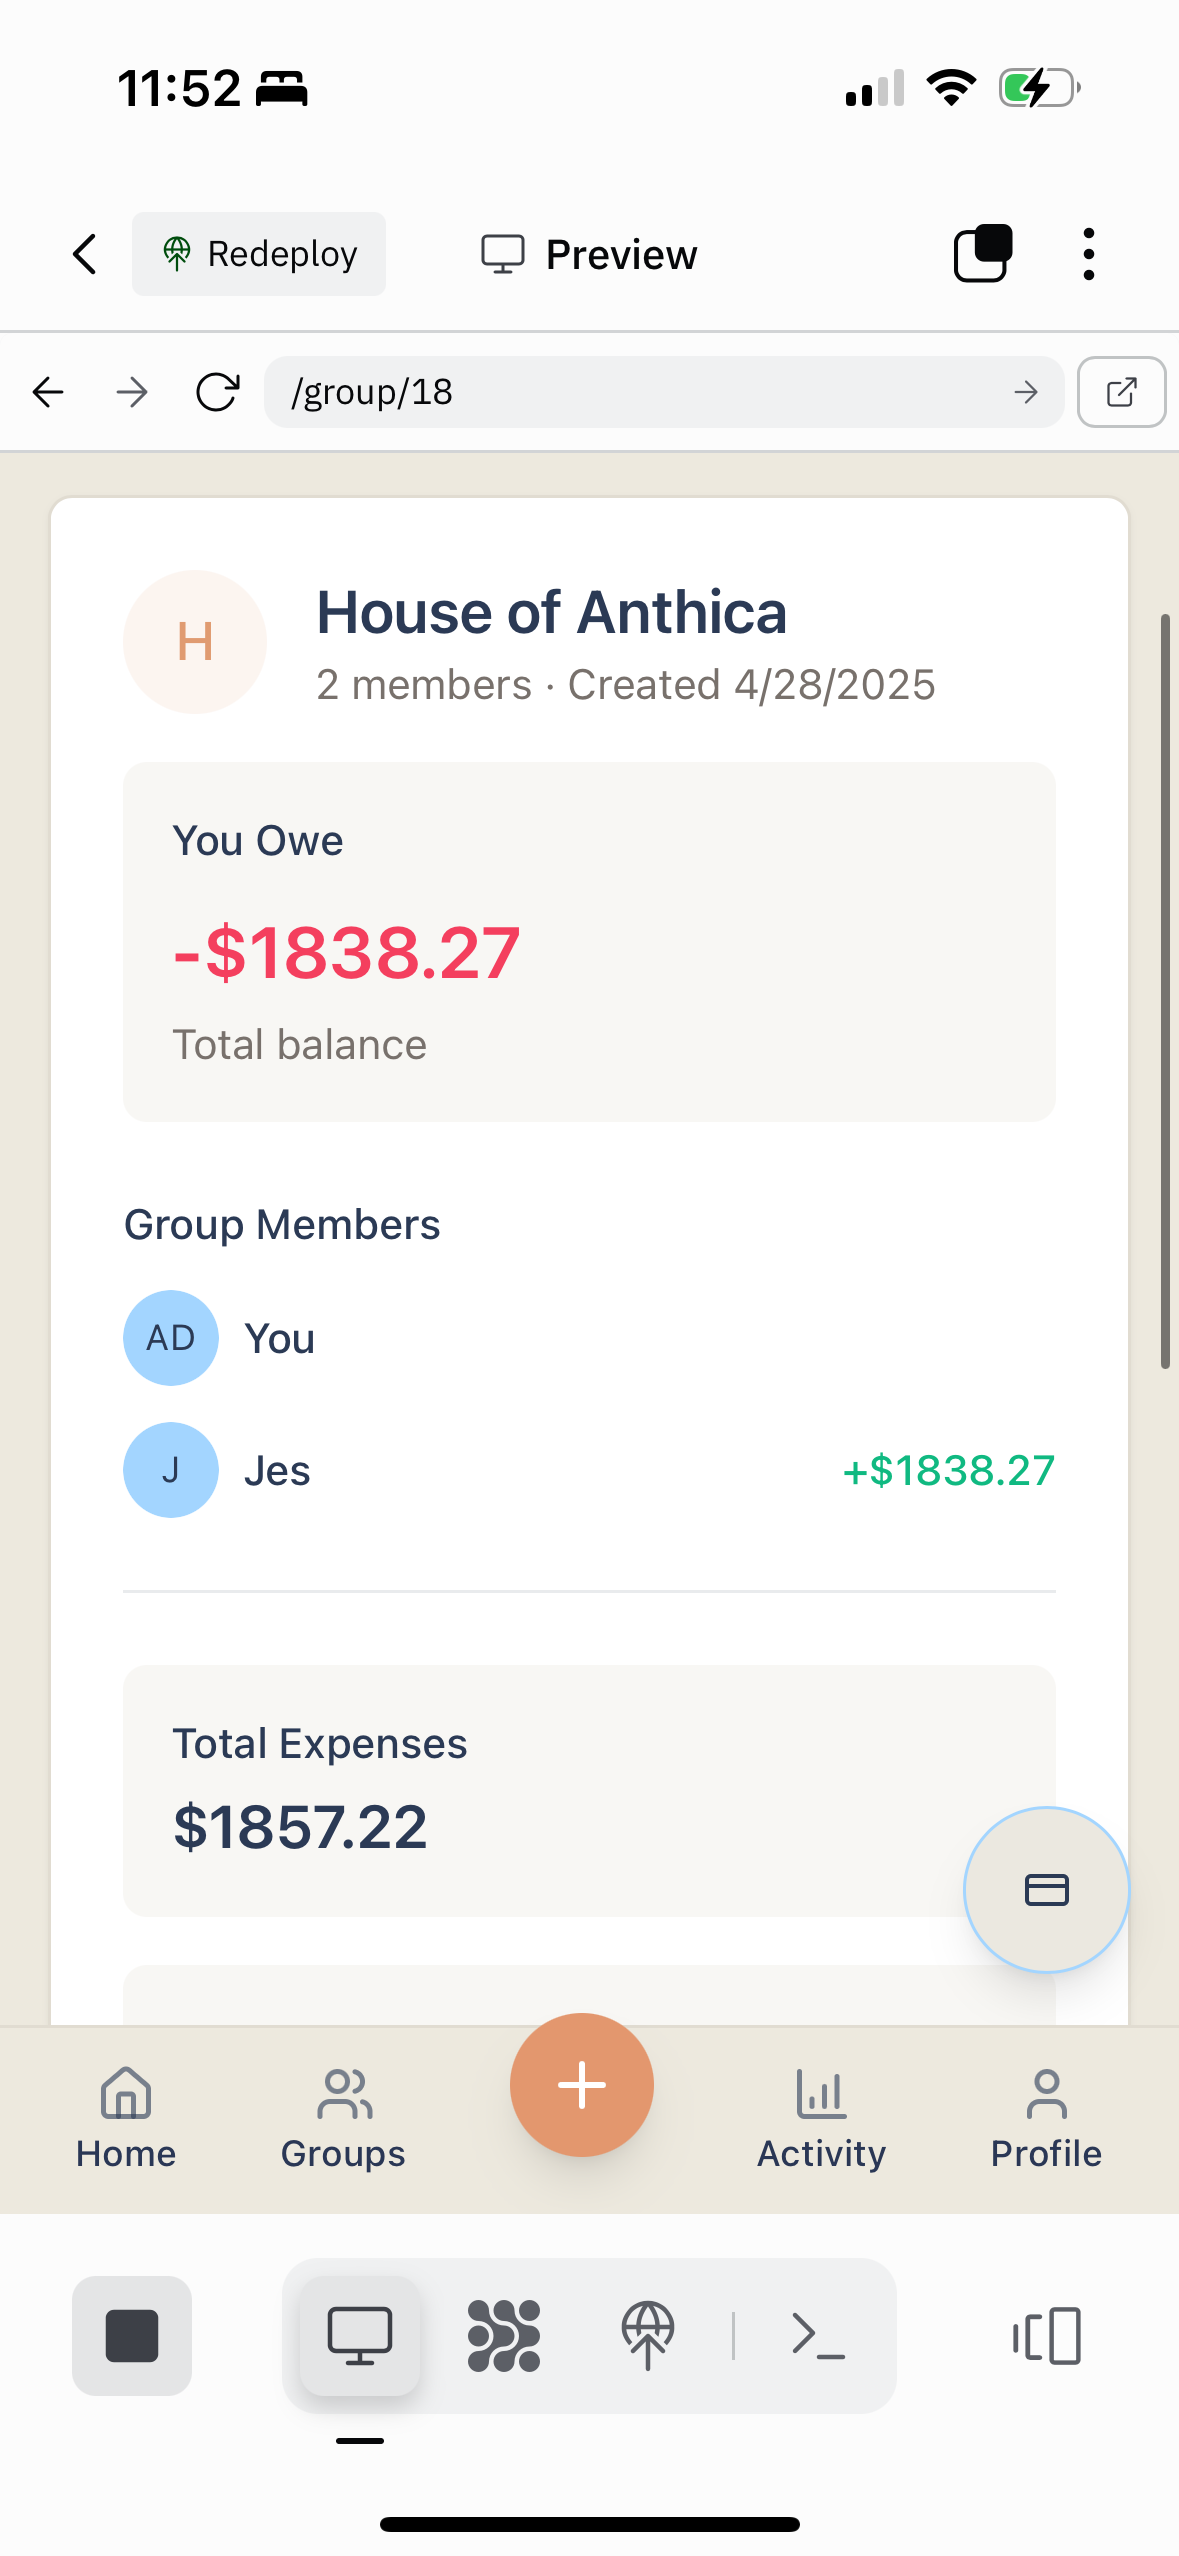 11:52
Redeploy
Preview
/group/18
H
House of Anthica
2 members · Created 4/28/2025
You Owe
-$1838.27
Total balance
Group Members
AD
You
J
Jes
+$1838.27
Total Expenses
$1857.22
Home
Groups
Activity
Profile